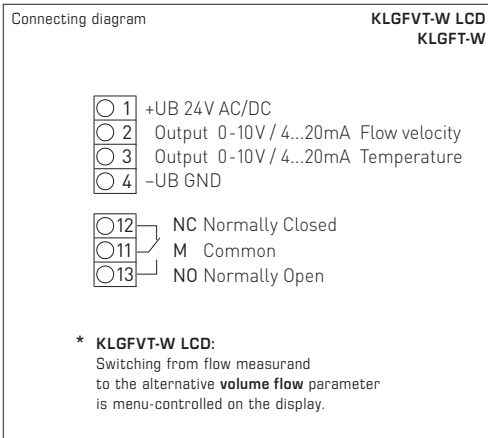 Connecting diagram
KLGFVT-W LCD
KLGFT-W
1 +UB 24V AC/DC
2 Output 0-10V / 4...20mA Flow velocity
3 Output 0-10V / 4...20mA Temperature
4 –UB GND
12 NC Normally Closed
11 M Common
13 NO Normally Open
* KLGFVT-W LCD:
Switching from flow measurand
to the alternative volume flow parameter
is menu-controlled on the display.